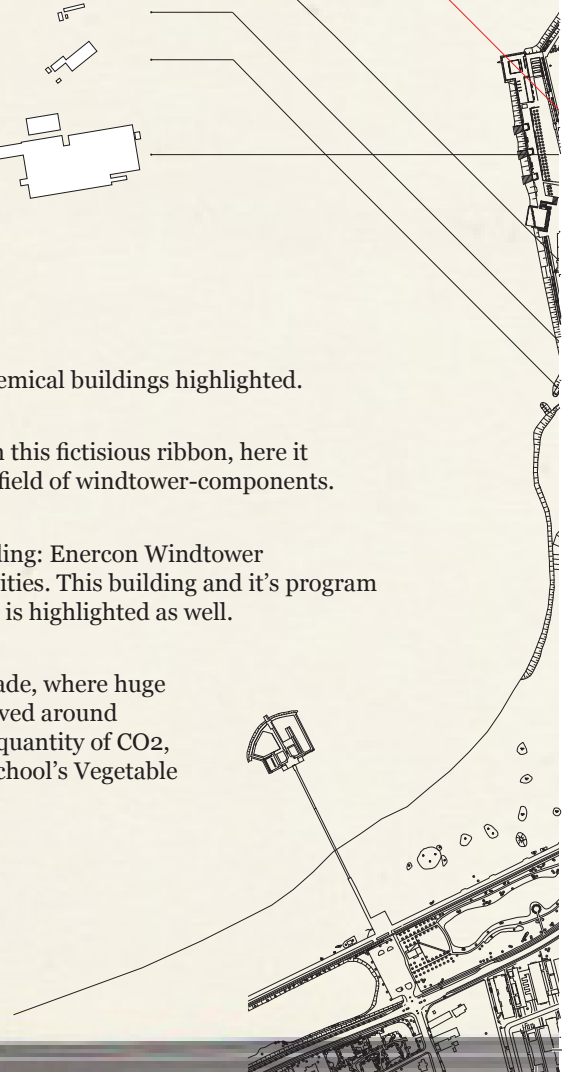 emical buildings highlighted.
this fictisious ribbon, here it
field of windtower-components.
ling: Enercon Windtower
ities. This building and it's program
is highlighted as well.
ade, where huge
ved around
quantity of CO2,
chool's Vegetable